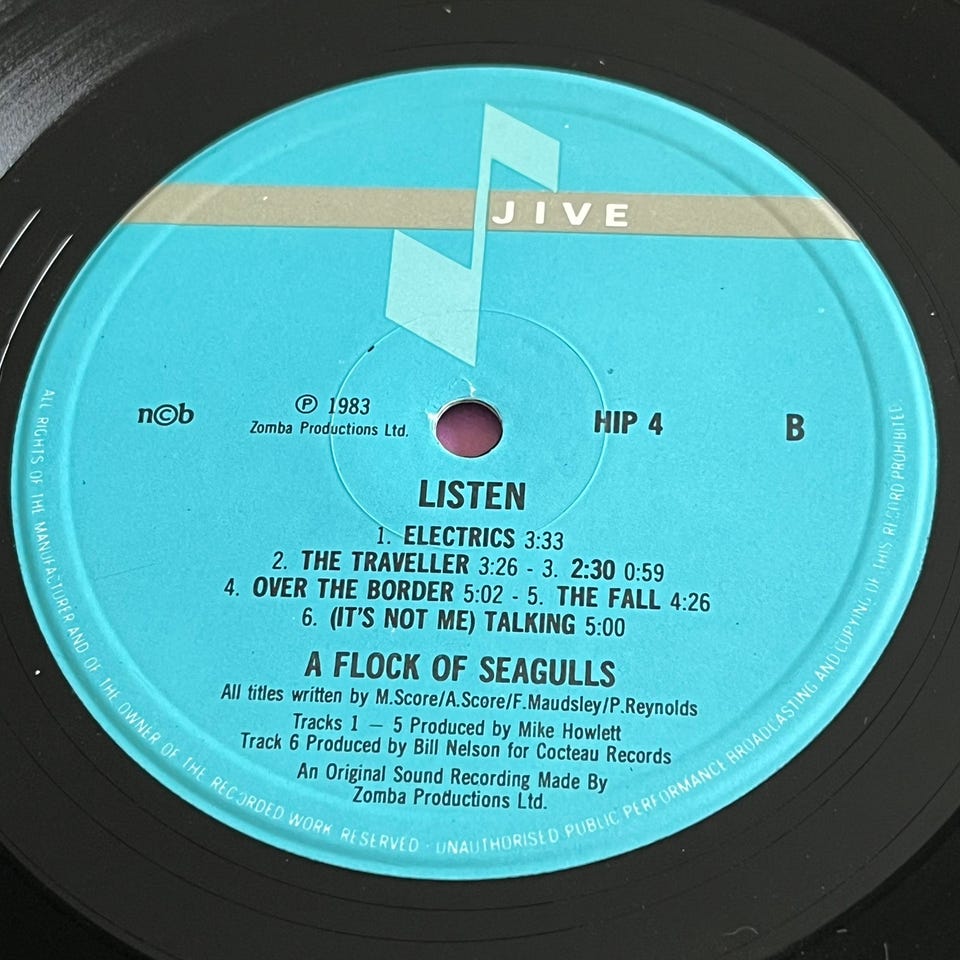 JIVE
n©b
℗ 1983
Zomba Productions Ltd.
HIP 4
B
LISTEN
1. ELECTRICS 3:33
2. THE TRAVELLER 3:26 - 3. 2:30 0:59
4. OVER THE BORDER 5:02 - 5. THE FALL 4:26
6. (IT'S NOT ME) TALKING 5:00
A FLOCK OF SEAGULLS
All titles written by M.Score/A.Score/F.Maudsley/P.Reynolds
Tracks 1 — 5 Produced by Mike Howlett
Track 6 Produced by Bill Nelson for Cocteau Records
An Original Sound Recording Made By
Zomba Productions Ltd.
ALL RIGHTS OF THE MANUFACTURER AND OF THE OWNER OF THE RECORDED WORK RESERVED · UNAUTHORISED PUBLIC PERFORMANCE BROADCASTING AND COPYING OF THIS RECORD PROHIBITED